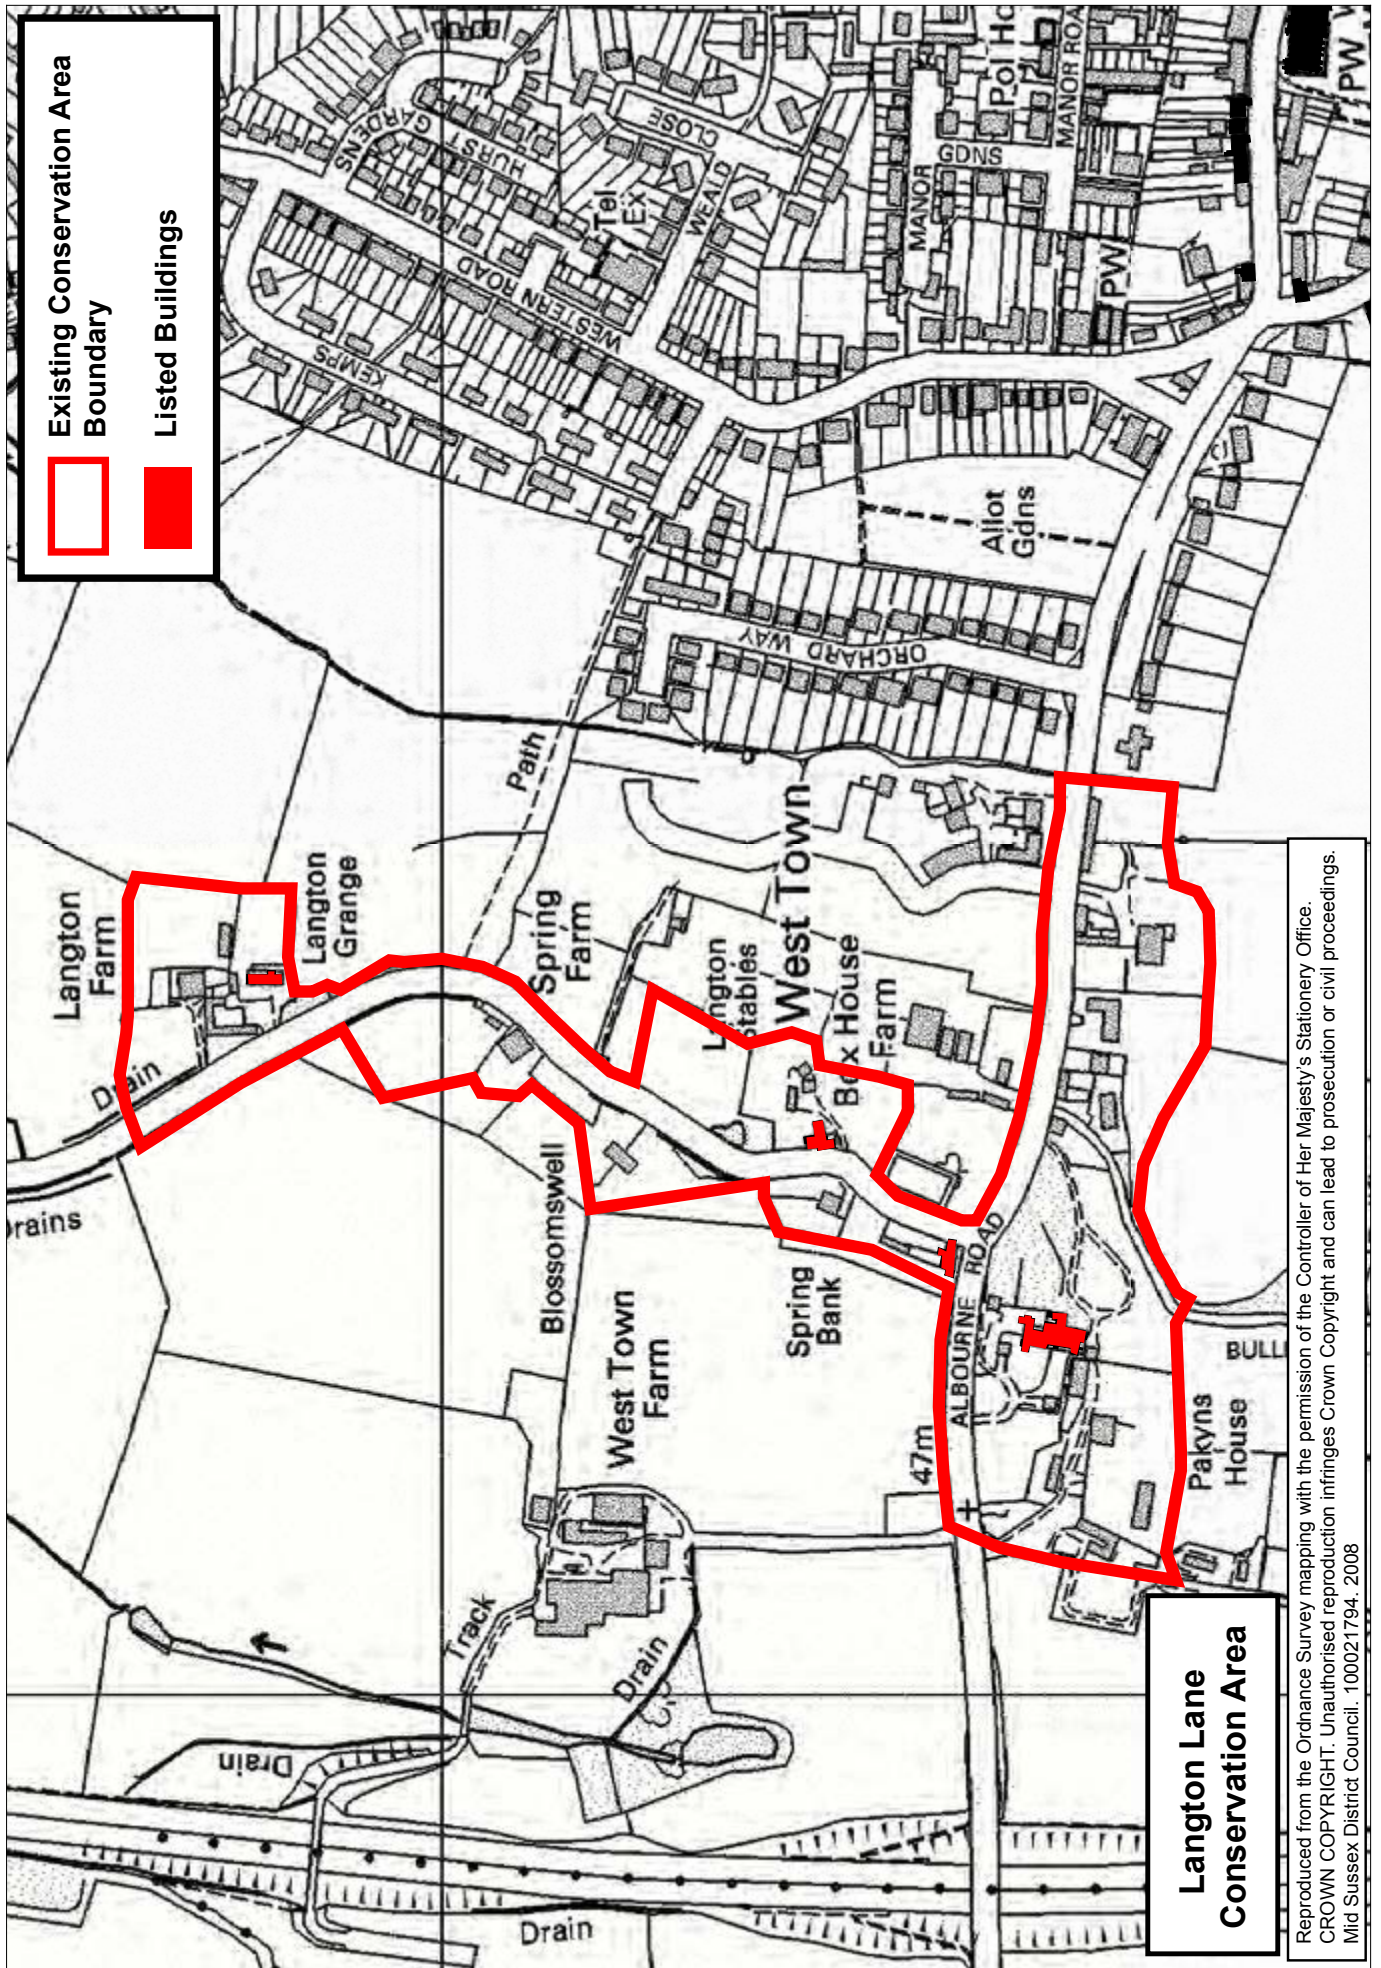 Existing Conservation Area
Boundary
Listed Buildings
HURST
GARDENS
KEMPS
WESTERN ROAD
Tel
Ex
WEALD
CLOSE
MANOR
GDNS
Pol Ho
MANOR ROA
PW
PW
Allot
Gdns
ORCHARD WAY
Path
Langton
Farm
Langton
Grange
Drain
Drains
Spring
Farm
Langton
Stables
West Town
Box House
Farm
Blossomswell
West Town
Farm
Spring
Bank
ALBOURNE ROAD
47m
Pakyns
House
BULL
Track
Drain
Drain
Drain
Langton Lane
Conservation Area
Reproduced from the Ordnance Survey mapping with the permission of the Controller of Her Majesty's Stationery Office.
CROWN COPYRIGHT. Unauthorised reproduction infringes Crown Copyright and can lead to prosecution or civil proceedings.
Mid Sussex District Council. 100021794. 2008